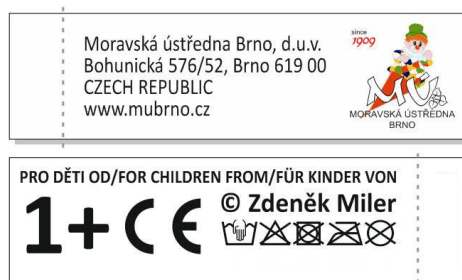 Moravská ústředna Brno, d.u.v.
Bohunická 576/52, Brno 619 00
CZECH REPUBLIC
www.mubrno.cz
since
1909
MU
MORAVSKÁ ÚSTŘEDNA
BRNO
PRO DĚTI OD/FOR CHILDREN FROM/FÜR KINDER VON
1+ CE
© Zdeněk Miler